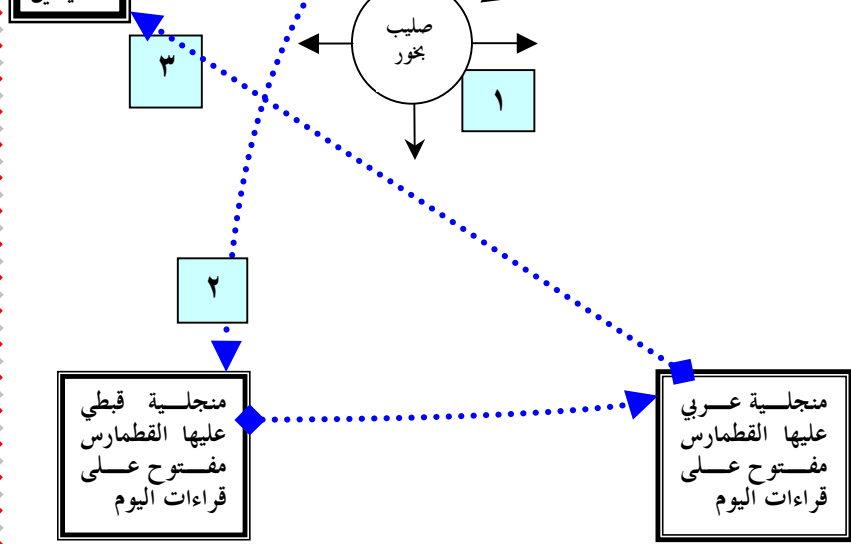 صليب
بخور
١
٣
٢
منجلية عربي
عليها القطمارس
مفتوح على
قراءات اليوم
منجلية قبطي
عليها القطمارس
مفتوح على
قراءات اليوم